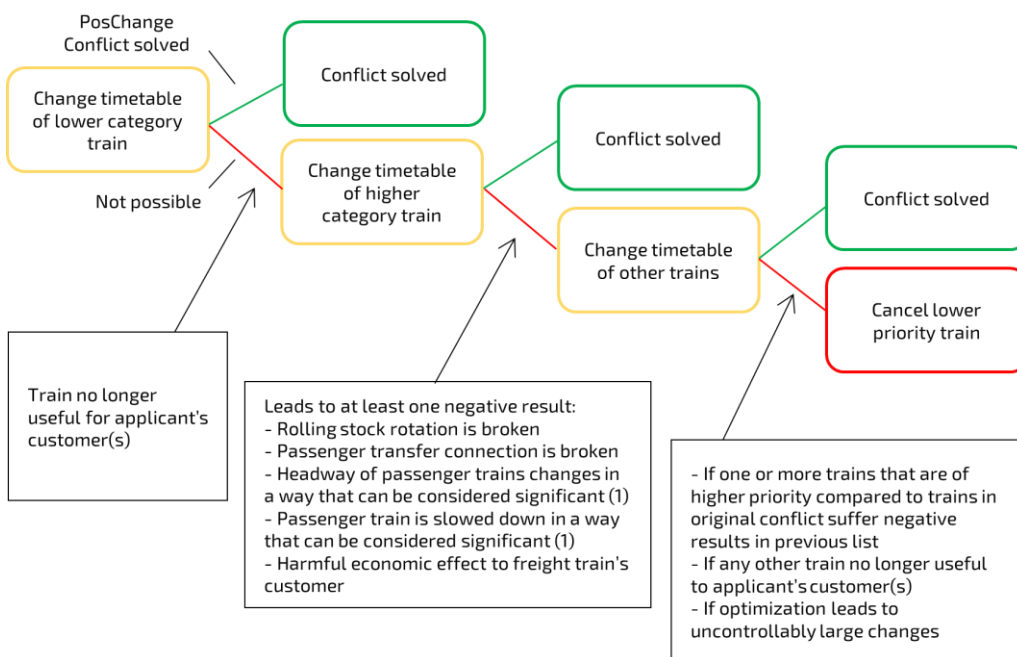 PosChange
Conflict solved
Change timetable
of lower category
train
Not possible
Conflict solved
Change timetable
of higher
category train
Conflict solved
Change timetable
of other trains
Conflict solved
Cancel lower
priority train
Train no longer
useful for applicant's
customer(s)
Leads to at least one negative result:
- Rolling stock rotation is broken
- Passenger transfer connection is broken
- Headway of passenger trains changes in
a way that can be considered significant (1)
- Passenger train is slowed down in a way
that can be considered significant (1)
- Harmful economic effect to freight train's
customer
- If one or more trains that are of
higher priority compared to trains in
original conflict suffer negative
results in previous list
- If any other train no longer useful
to applicant's customer(s)
- If optimization leads to
uncontrollably large changes